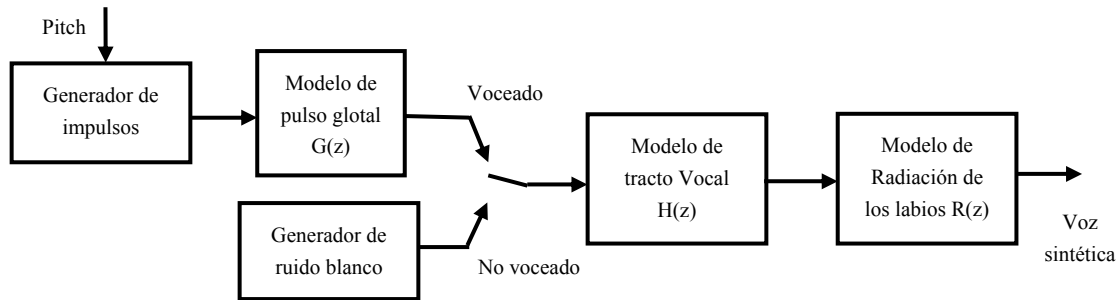 Pitch
Generador de
impulsos
Modelo de
pulso glotal
G(z)
Voceado
Generador de
ruido blanco
No voceado
Modelo de
tracto Vocal
H(z)
Modelo de
Radiación de
los labios R(z)
Voz
sintética